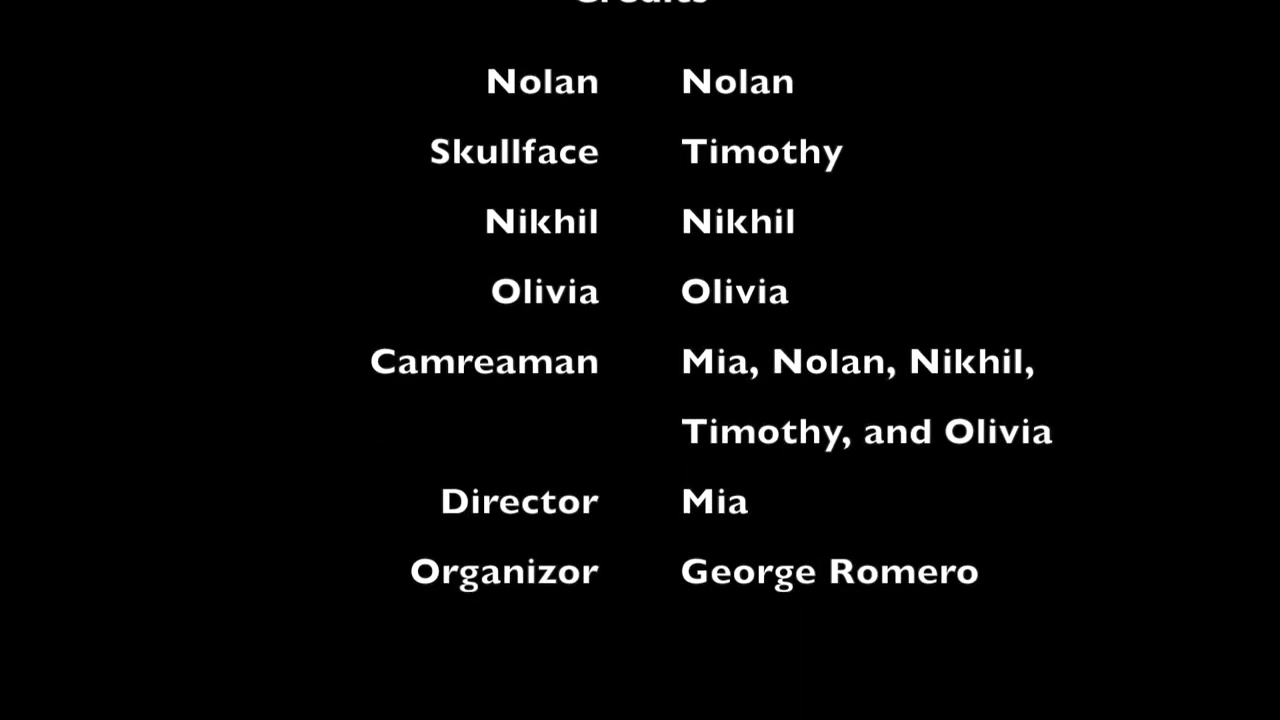 Credits
Nolan Nolan
Skullface Timothy
Nikhil Nikhil
Olivia Olivia
Camreaman Mia, Nolan, Nikhil,
Timothy, and Olivia
Director Mia
Organizor George Romero